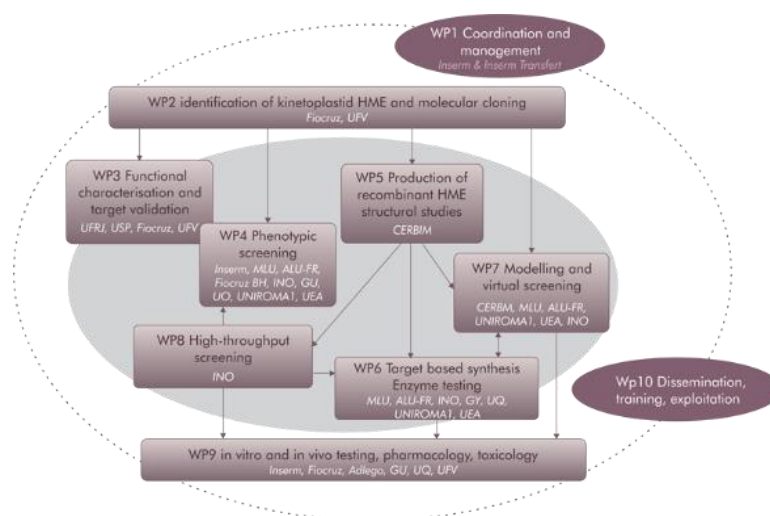 WP1 Coordination and
management
Inserm & Inserm Transfert
WP2 identification of kinetoplastid HME and molecular cloning
Fiocruz, UFV
WP3 Functional
characterisation and
target validation
UFRJ, USP, Fiocruz, UFV
WP5 Production of
recombinant HME
structural studies
CERBIM
WP4 Phenotypic
screening
Inserm, MLU, ALU-FR,
Fiocruz BH, INO, GU,
UO, UNIROMA1, UEA
WP7 Modelling and
virtual screening
CERBM, MLU, ALU-FR,
UNIROMA1, UEA, INO
WP8 High-throughput
screening
INO
WP6 Target based synthesis
Enzyme testing
MLU, ALU-FR, INO, GY, UQ,
UNIROMA1, UEA
Wp10 Dissemination,
training, exploitation
WP9 in vitro and in vivo testing, pharmacology, toxicology
Inserm, Fiocruz, Adlego, GU, UQ, UFV